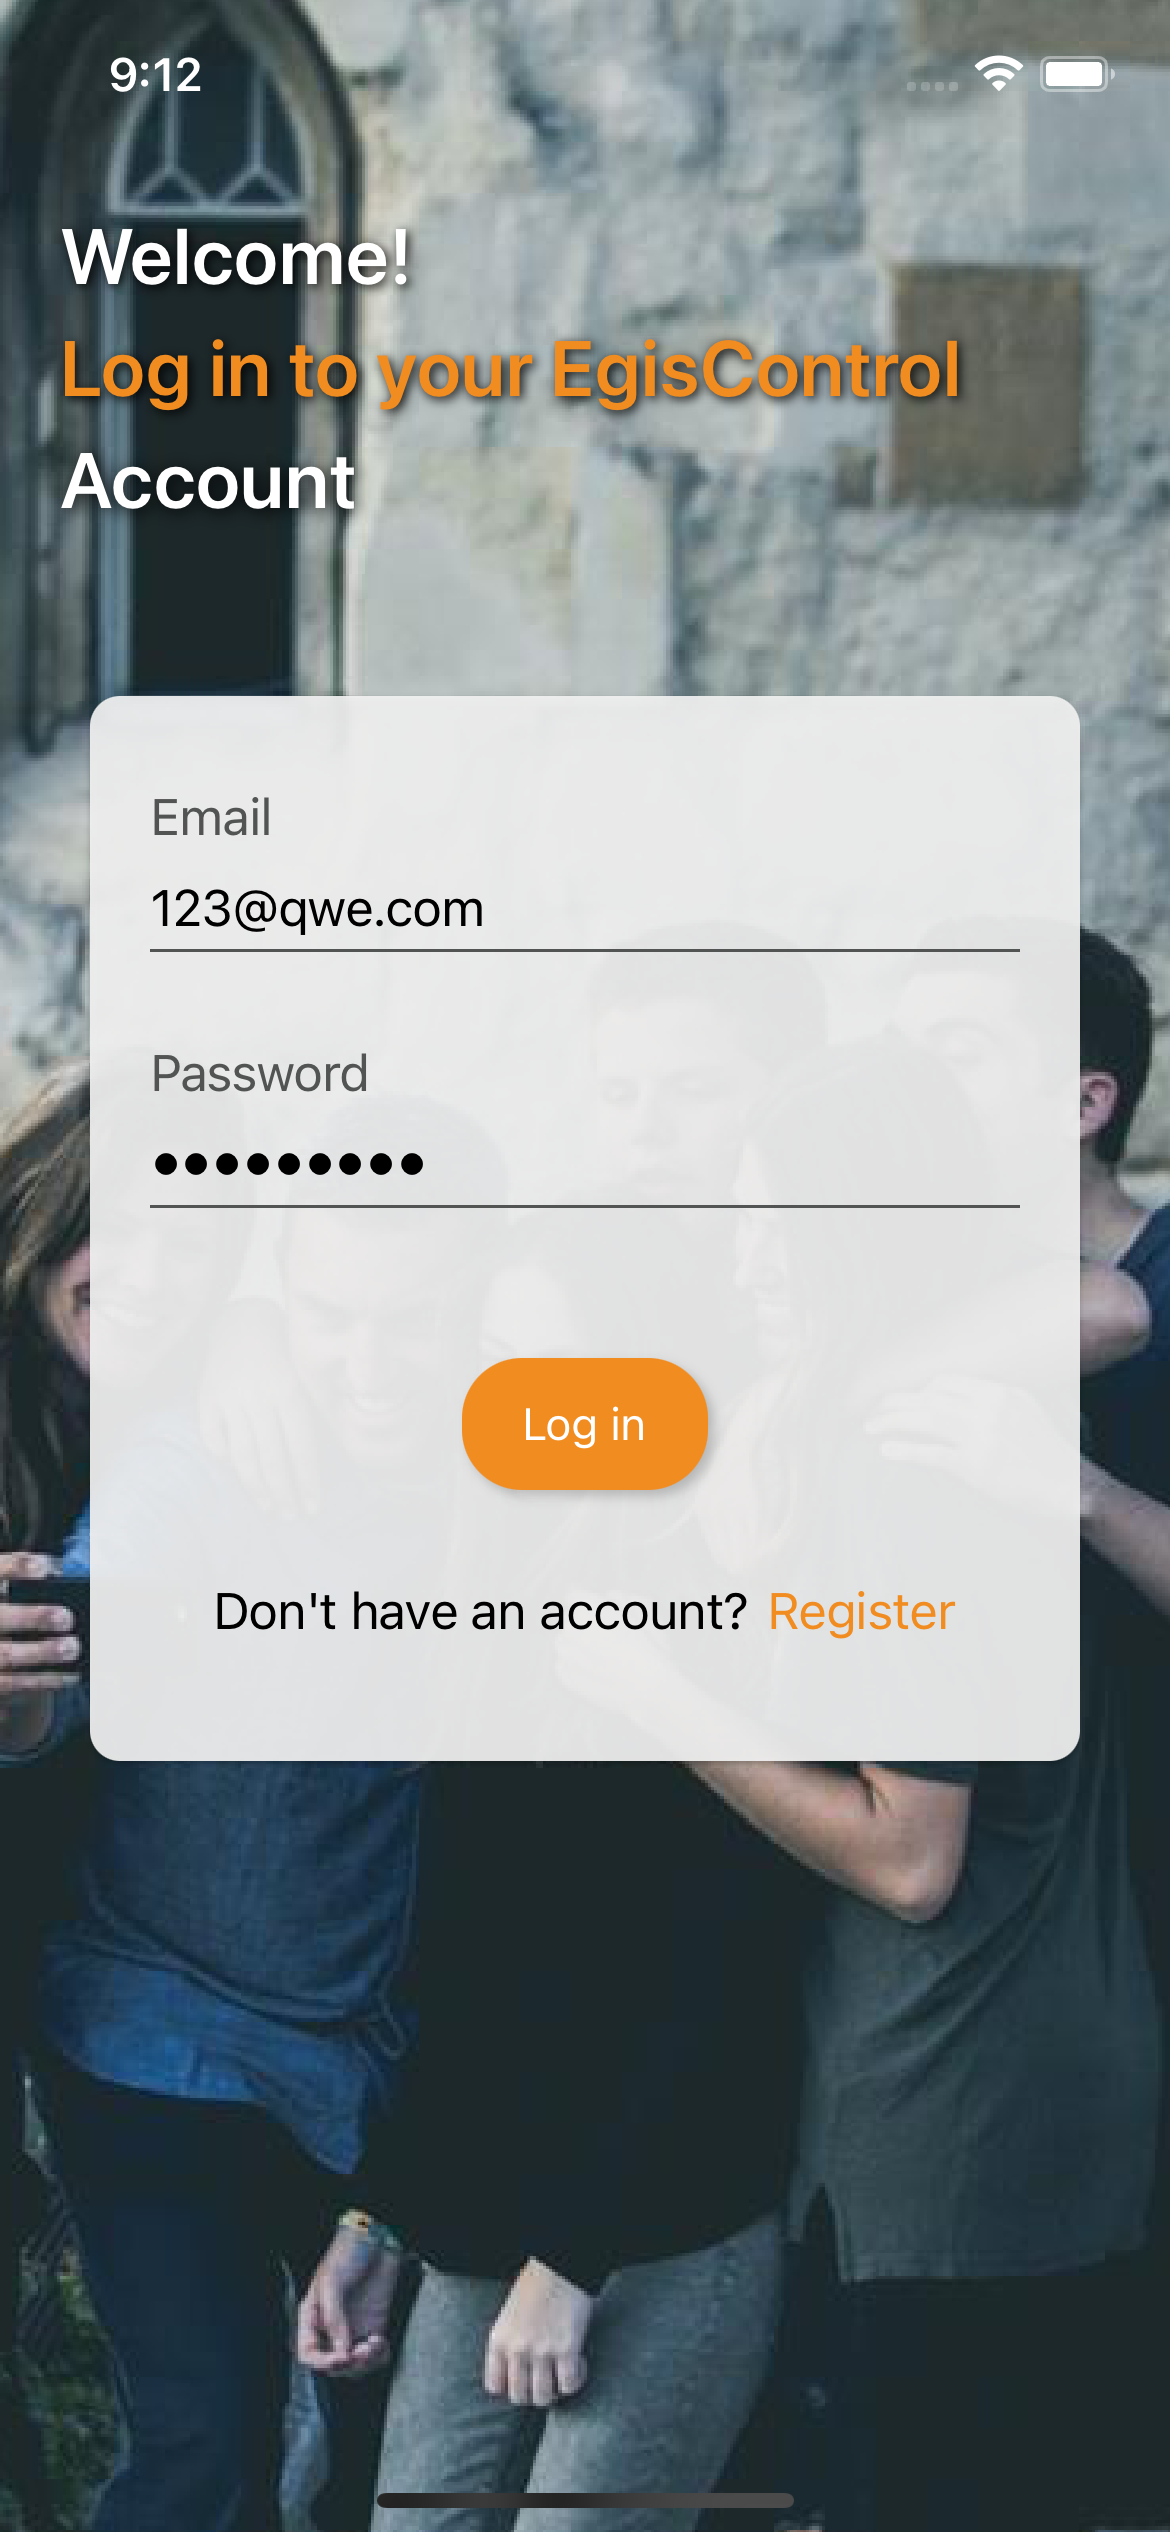 9:12
Welcome!
Log in to your EgisControl
Account
Email
123@qwe.com
Password
•••••••••
Log in
Don't have an account? Register